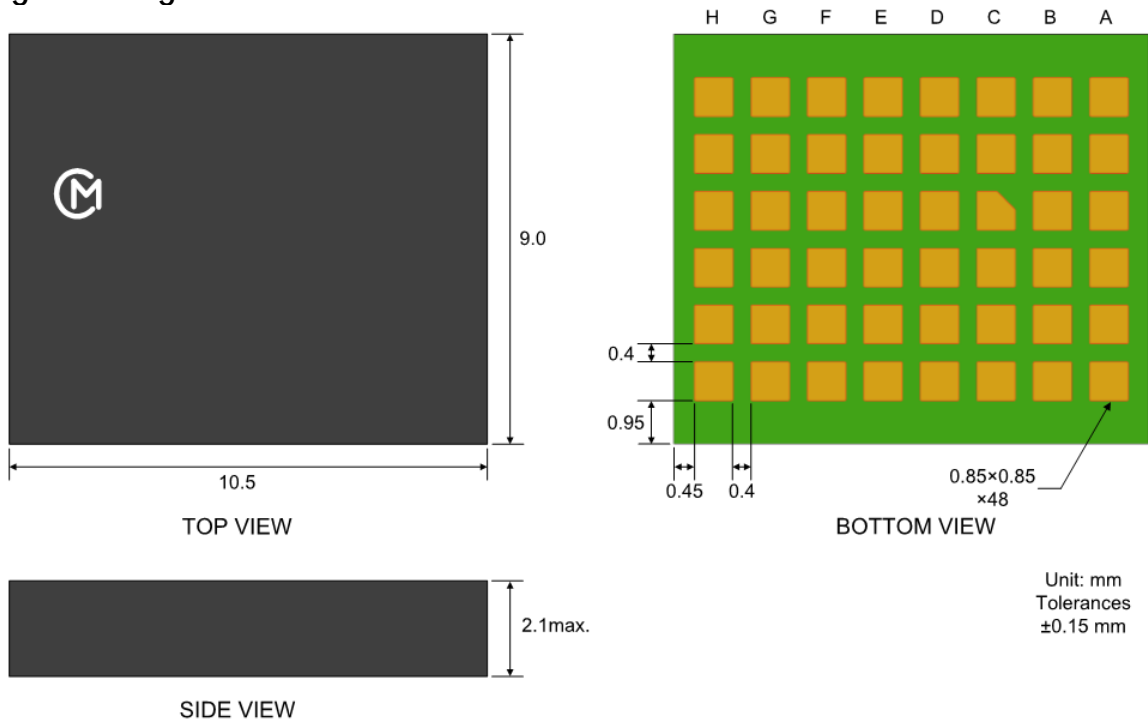 H G F E D C B A
9.0
10.5
TOP VIEW
0.4
0.95
0.45
0.4
0.85×0.85
×48
BOTTOM VIEW
2.1max.
SIDE VIEW
Unit: mm
Tolerances
±0.15 mm